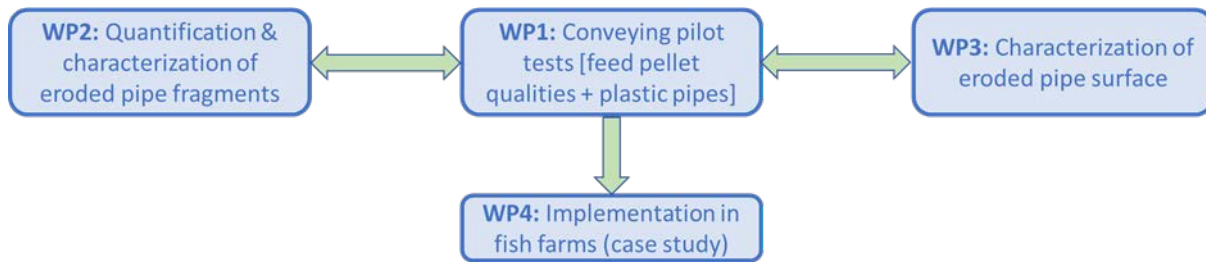 WP2: Quantification &
characterization of
eroded pipe fragments
WP1: Conveying pilot
tests [feed pellet
qualities + plastic pipes]
WP3: Characterization of
eroded pipe surface
WP4: Implementation in
fish farms (case study)